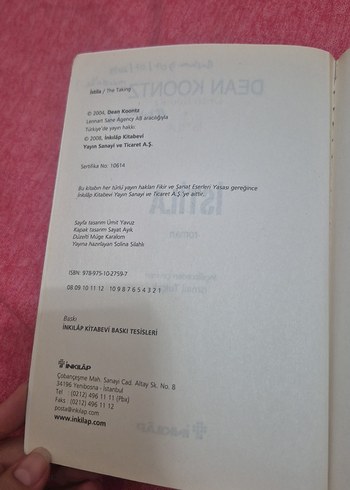 İstila / The Taking
© 2004, Dean Koontz
Lennart Sane Agency AB aracılığıyla
Türkiye'de yayın hakkı:
© 2008, İnkılâp Kitabevi
Yayın Sanayi ve Ticaret A.Ş.
Sertifika No: 10614
Bu kitabın her türlü yayın hakları Fikir ve Sanat Eserleri Yasası gereğince
İnkılâp Kitabevi Yayın Sanayi ve Ticaret A.Ş.'ye aittir.
Sayfa tasarım Ümit Yavuz
Kapak tasarım Sayat Ayık
Düzelti Müge Karalom
Yayına hazırlayan Solina Silahlı
ISBN: 978-975-10-2759-7
08 09 10 11 12 10 9 8 7 6 5 4 3 2 1
Baskı
İNKILÂP KİTABEVİ BASKI TESİSLERİ
İNKILÂP
Çobançeşme Mah. Sanayi Cad. Altay Sk. No. 8
34196 Yenibosna - İstanbul
Tel : (0212) 496 11 11 (Pbx)
Faks : (0212) 496 11 12
posta@inkilap.com
www.inkilap.com